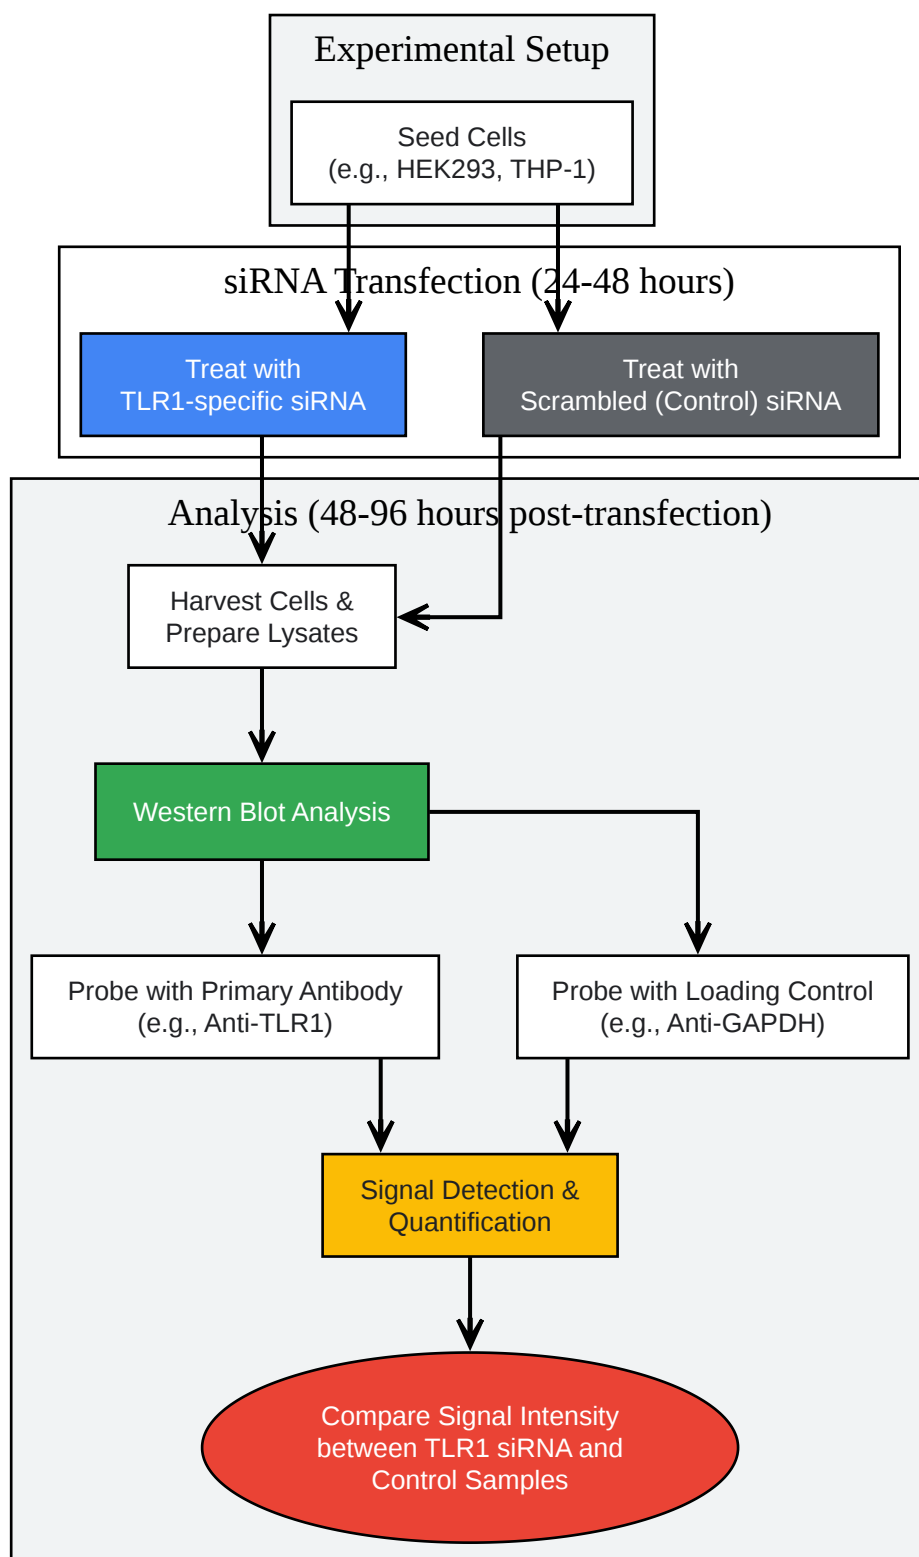 Experimental Setup
Seed Cells
(e.g., HEK293, THP-1)
siRNA Transfection (24-48 hours)
Treat with
TLR1-specific siRNA
Treat with
Scrambled (Control) siRNA
Analysis (48-96 hours post-transfection)
Harvest Cells &
Prepare Lysates
Western Blot Analysis
Probe with Primary Antibody
(e.g., Anti-TLR1)
Probe with Loading Control
(e.g., Anti-GAPDH)
Signal Detection &
Quantification
Compare Signal Intensity
between TLR1 siRNA and
Control Samples